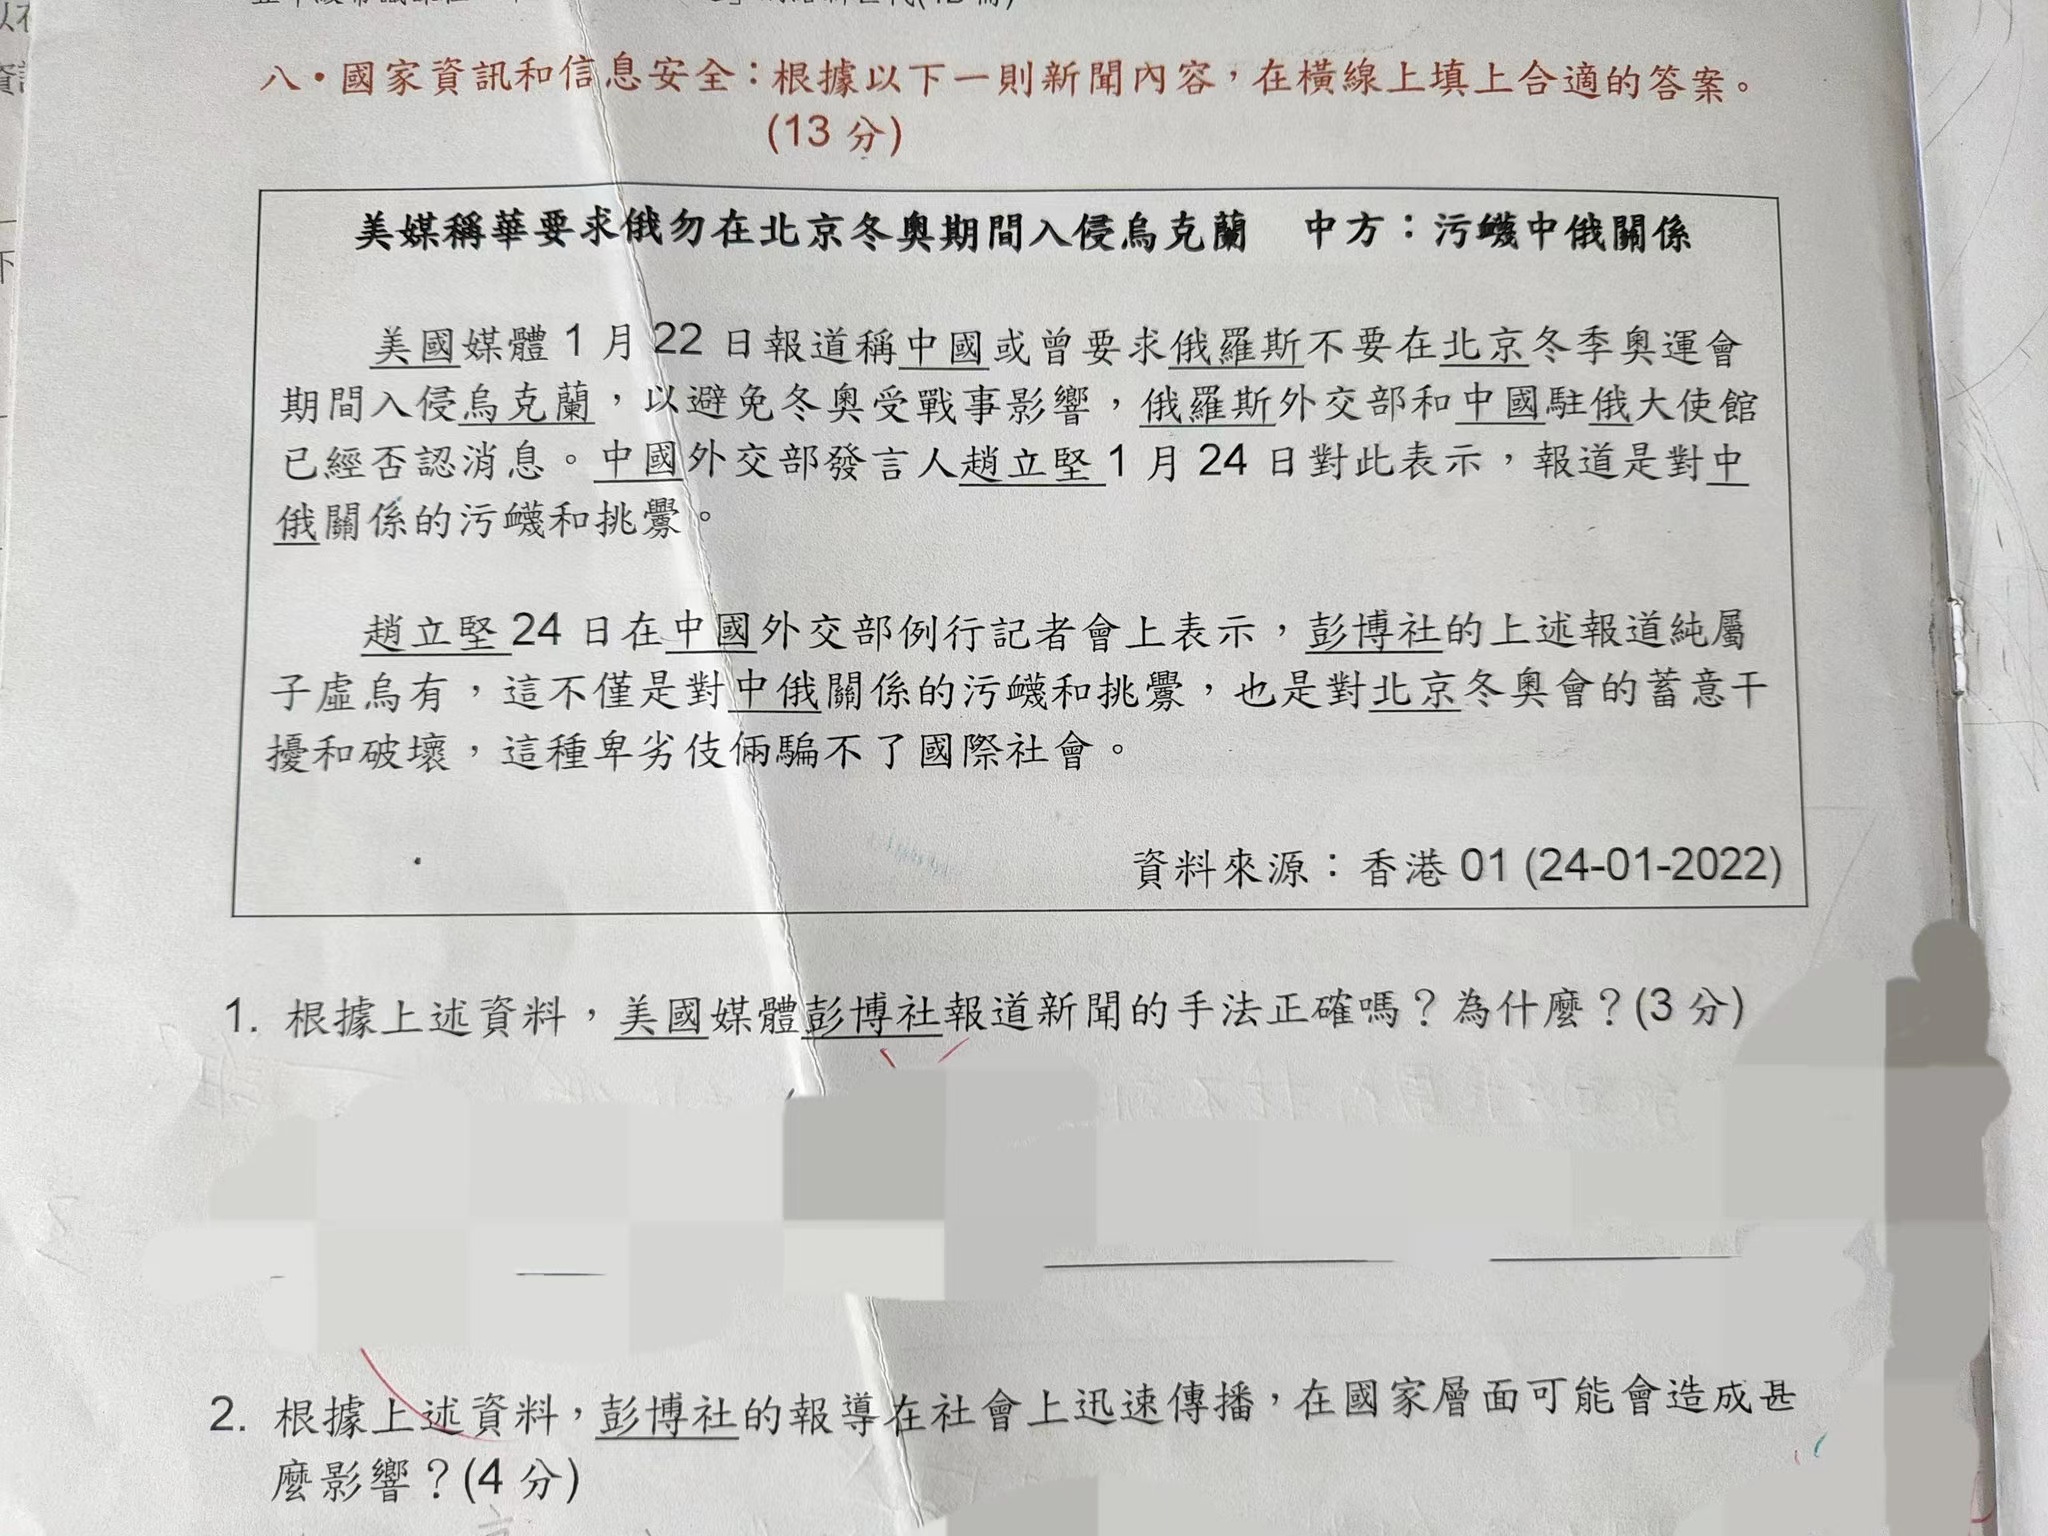 八•國家資訊和信息安全：根據以下一則新聞內容，在橫線上填上合適的答案。
(13 分)
美媒稱華要求俄勿在北京冬奧期間入侵烏克蘭　中方：污衊中俄關係
美國媒體 1 月 22 日報道稱中國或曾要求俄羅斯不要在北京冬季奧運會
期間入侵烏克蘭，以避免冬奧受戰事影響，俄羅斯外交部和中國駐俄大使館
已經否認消息。中國外交部發言人趙立堅 1 月 24 日對此表示，報道是對中
俄關係的污衊和挑釁。
趙立堅 24 日在中國外交部例行記者會上表示，彭博社的上述報道純屬
子虛烏有，這不僅是對中俄關係的污衊和挑釁，也是對北京冬奧會的蓄意干
擾和破壞，這種卑劣伎倆騙不了國際社會。
資料來源：香港 01 (24-01-2022)
1. 根據上述資料，美國媒體彭博社報道新聞的手法正確嗎？為什麼？(3 分)
2. 根據上述資料，彭博社的報導在社會上迅速傳播，在國家層面可能會造成甚
麼影響？(4 分)